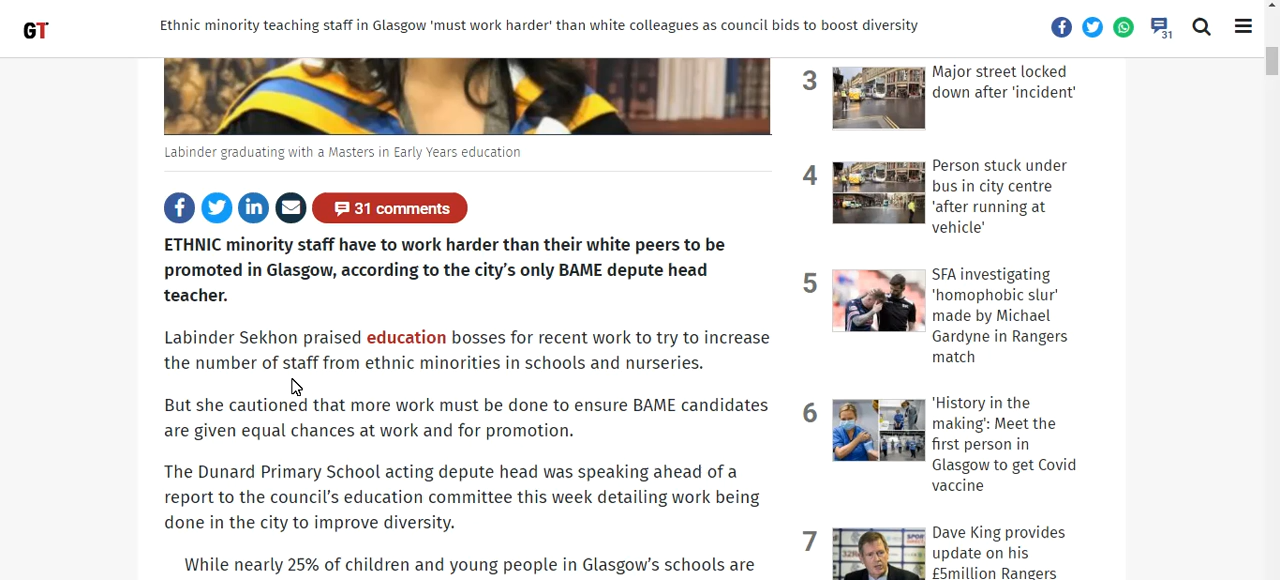 GT
Ethnic minority teaching staff in Glasgow 'must work harder' than white colleagues as council bids to boost diversity
31
Labinder graduating with a Masters in Early Years education
31 comments
ETHNIC minority staff have to work harder than their white peers to be
promoted in Glasgow, according to the city’s only BAME depute head
teacher.
Labinder Sekhon praised education bosses for recent work to try to increase
the number of staff from ethnic minorities in schools and nurseries.
But she cautioned that more work must be done to ensure BAME candidates
are given equal chances at work and for promotion.
The Dunard Primary School acting depute head was speaking ahead of a
report to the council’s education committee this week detailing work being
done in the city to improve diversity.
While nearly 25% of children and young people in Glasgow’s schools are
3
Major street locked
down after 'incident'
4
Person stuck under
bus in city centre
'after running at
vehicle'
5
SFA investigating
'homophobic slur'
made by Michael
Gardyne in Rangers
match
6
'History in the
making': Meet the
first person in
Glasgow to get Covid
vaccine
7
Dave King provides
update on his
£5million Rangers